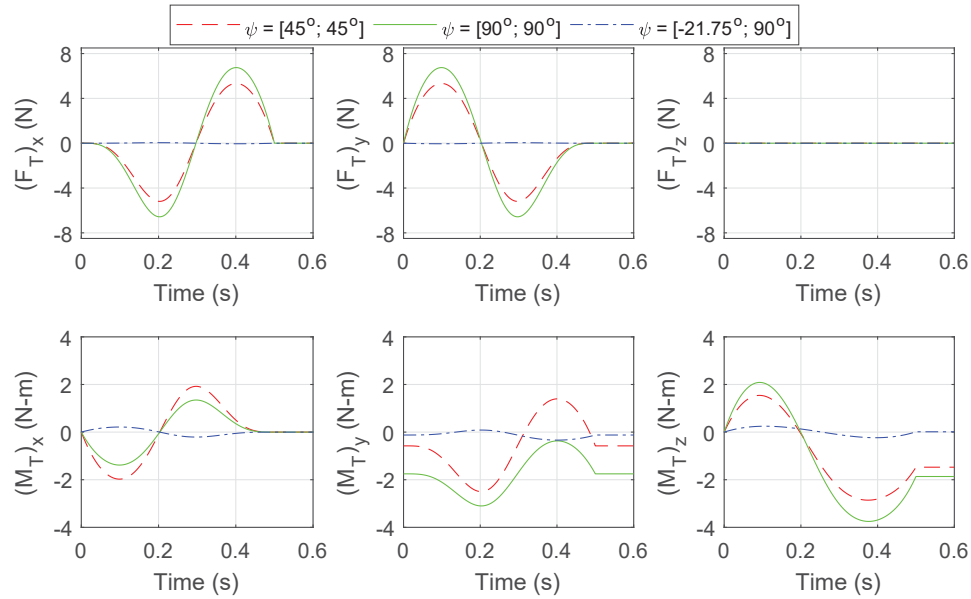 ψ = [45°; 45°] ψ = [90°; 90°] ψ = [-21.75°; 90°]
(F_T)_x (N)
8
4
0
-4
-8
0 0.2 0.4 0.6
Time (s)
(F_T)_y (N)
8
4
0
-4
-8
0 0.2 0.4 0.6
Time (s)
(F_T)_z (N)
8
4
0
-4
-8
0 0.2 0.4 0.6
Time (s)
(M_T)_x (N-m)
4
2
0
-2
-4
0 0.2 0.4 0.6
Time (s)
(M_T)_y (N-m)
4
2
0
-2
-4
0 0.2 0.4 0.6
Time (s)
(M_T)_z (N-m)
4
2
0
-2
-4
0 0.2 0.4 0.6
Time (s)